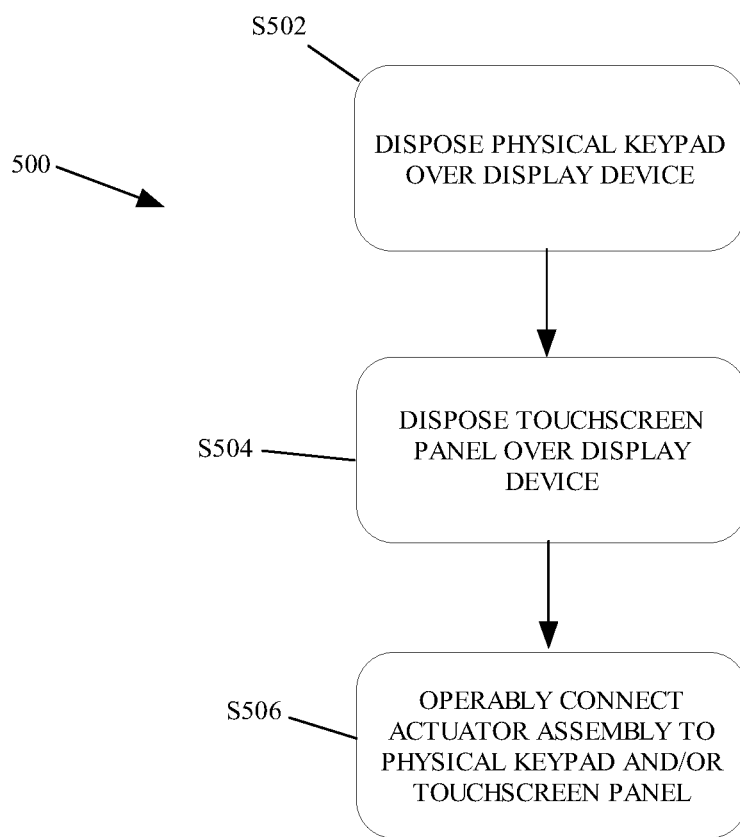 S502
DISPOSE PHYSICAL KEYPAD
OVER DISPLAY DEVICE
500
DISPOSE TOUCHSCREEN
PANEL OVER DISPLAY
DEVICE
S504
OPERABLY CONNECT
ACTUATOR ASSEMBLY TO
PHYSICAL KEYPAD AND/OR
TOUCHSCREEN PANEL
S506